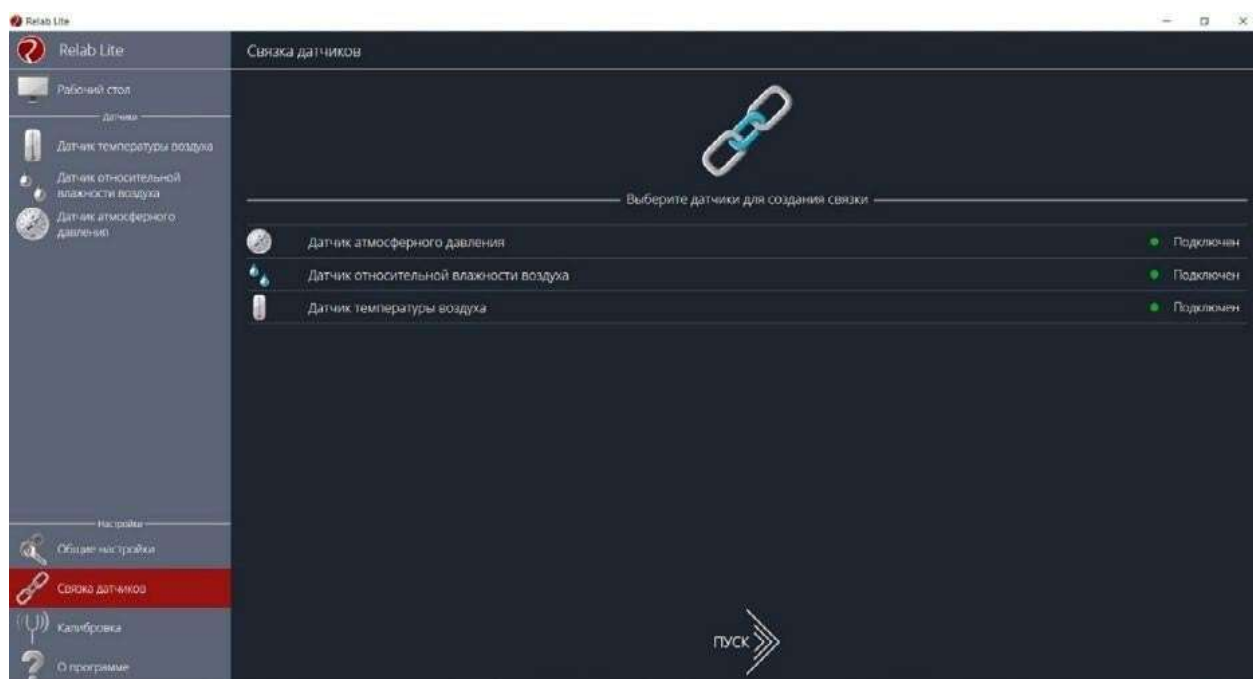 Relab Lite
Relab Lite
Связка датчиков
Рабочий стол
Датчики
Датчик температуры воздуха
Датчик относительной
влажности воздуха
Датчик атмосферного
давления
Выберите датчики для создания связки
Датчик атмосферного давления
Подключен
Датчик относительной влажности воздуха
Подключен
Датчик температуры воздуха
Подключен
Настройки
Общие настройки
Связка датчиков
Калибровка
О программе
ПУСК